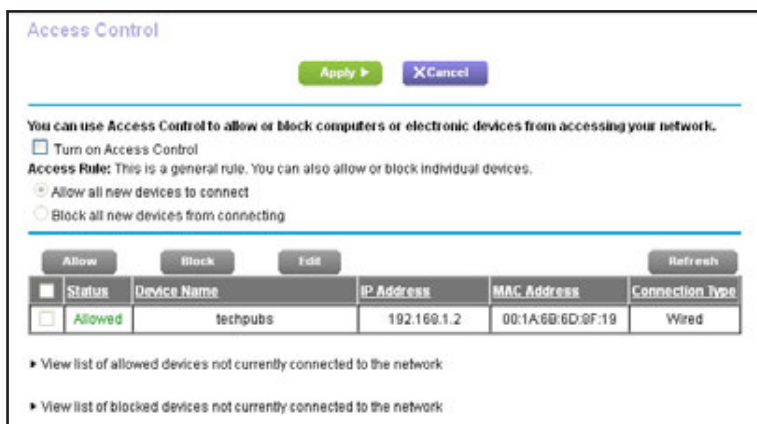 Access Control
Apply ▶ X Cancel
You can use Access Control to allow or block computers or electronic devices from accessing your network.
Turn on Access Control
Access Rule: This is a general rule. You can also allow or block individual devices.
Allow all new devices to connect
Block all new devices from connecting
Allow Block Edit Refresh
Status Device Name IP Address MAC Address Connection Type
Allowed techpubs 192.168.1.2 00:1A:6B:6D:8F:19 Wired
▶ View list of allowed devices not currently connected to the network
▶ View list of blocked devices not currently connected to the network